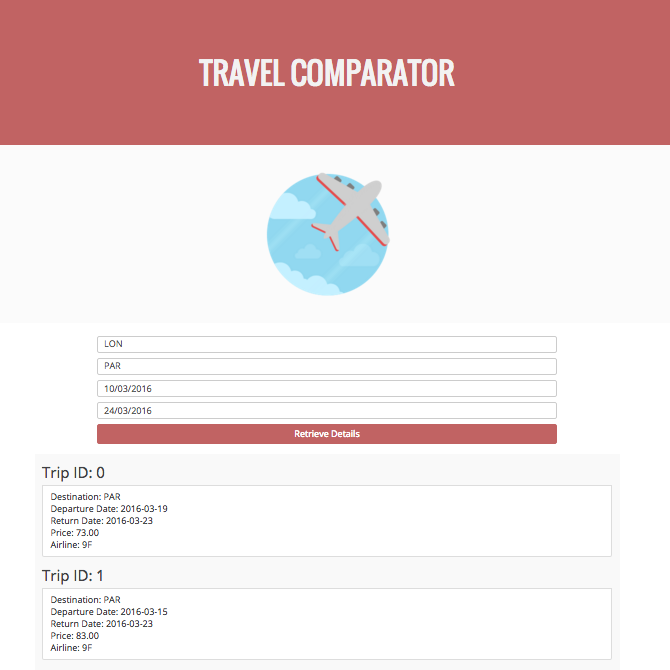 TRAVEL COMPARATOR
LON
PAR
10/03/2016
24/03/2016
Retrieve Details
Trip ID: 0
Destination: PAR
Departure Date: 2016-03-19
Return Date: 2016-03-23
Price: 73.00
Airline: 9F
Trip ID: 1
Destination: PAR
Departure Date: 2016-03-15
Return Date: 2016-03-23
Price: 83.00
Airline: 9F